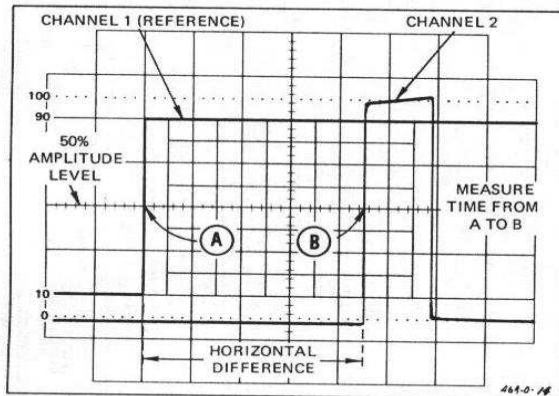 CHANNEL 1 (REFERENCE)
CHANNEL 2
100
90
50%
AMPLITUDE
LEVEL
MEASURE
TIME FROM
A TO B
A
B
10
0
HORIZONTAL
DIFFERENCE